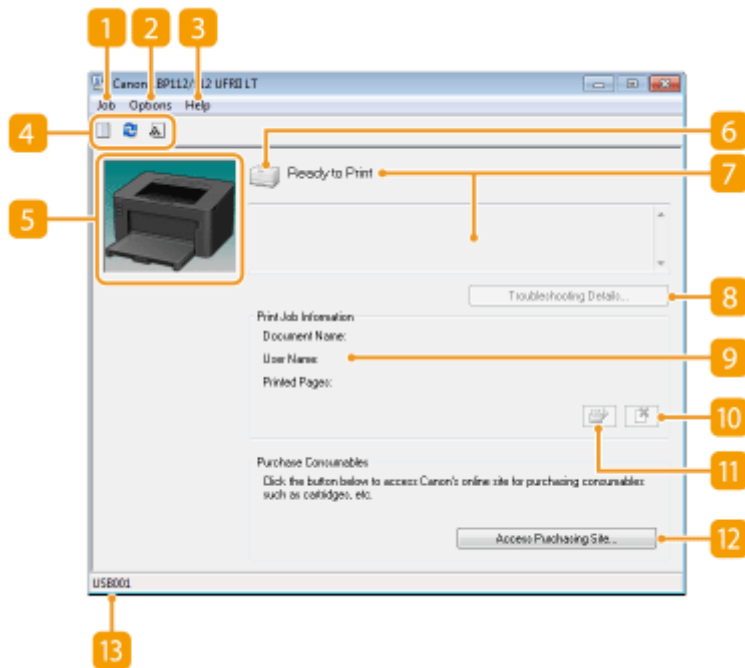 1
2
3
Canon LBP112/912 UFRII LT
Job Options Help
4
6
Ready to Print
7
5
Troubleshooting Details...
8
Print Job Information
Document Name:
User Name:
9
Printed Pages:
10
11
Purchase Consumables
Click the button below to access Canon's online site for purchasing consumables
such as cartridges, etc.
Access Purchasing Site...
12
USB001
13